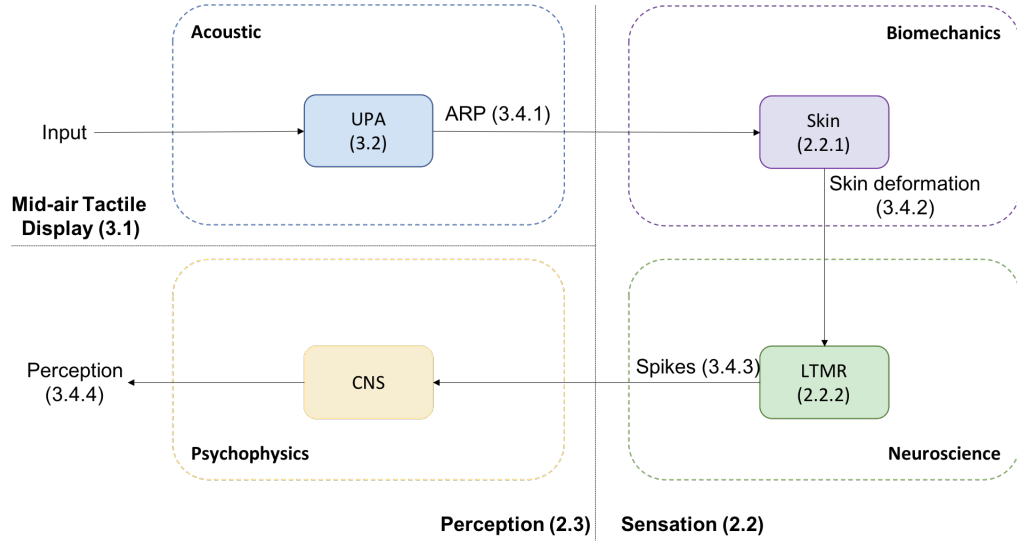 Acoustic
Biomechanics
Input
UPA
(3.2)
ARP (3.4.1)
Skin
(2.2.1)
Skin deformation
(3.4.2)
Mid-air Tactile
Display (3.1)
Perception
(3.4.4)
CNS
Spikes (3.4.3)
LTMR
(2.2.2)
Psychophysics
Neuroscience
Perception (2.3)
Sensation (2.2)